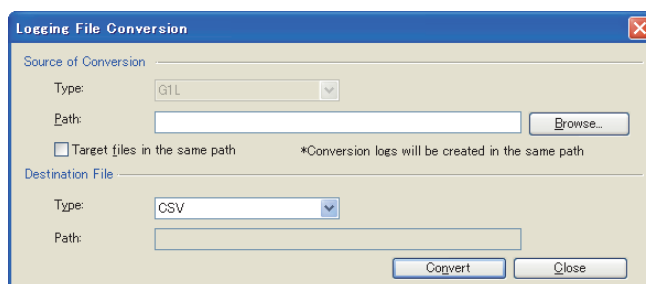 Logging File Conversion
Source of Conversion
Type: G1L
Path: Browse...
Target files in the same path *Conversion logs will be created in the same path
Destination File
Type: CSV
Path:
Convert Close